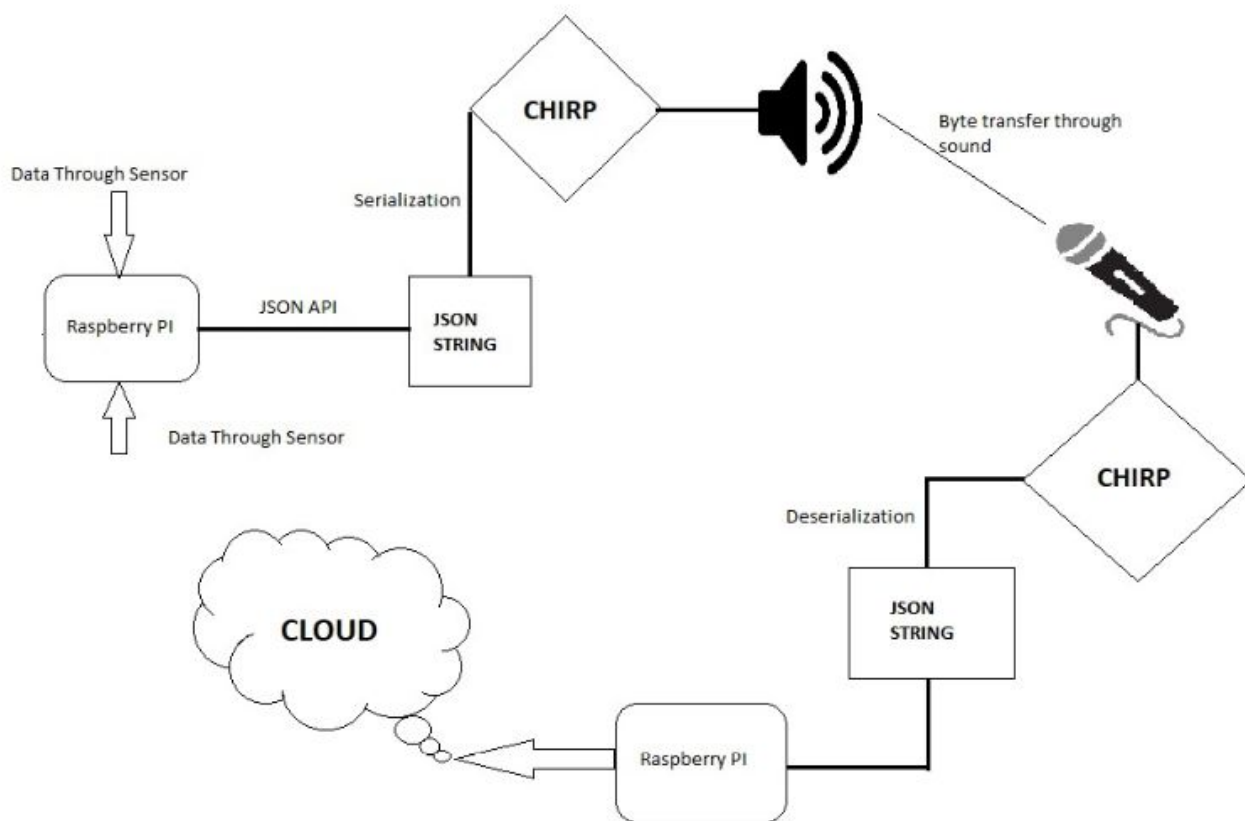 CHIRP
Byte transfer through
sound
Data Through Sensor
Serialization
Raspberry PI
JSON API
JSON
STRING
Data Through Sensor
CHIRP
Deserialization
JSON
STRING
CLOUD
Raspberry PI